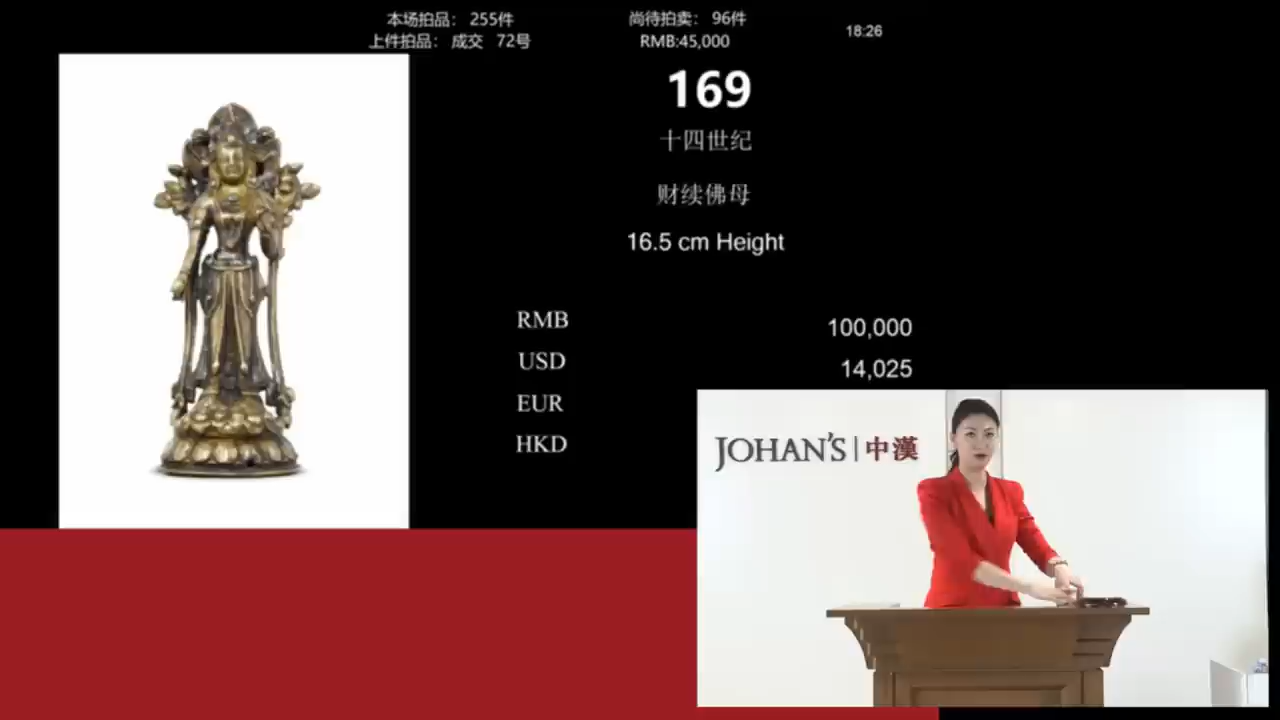 本场拍品： 255件
尚待拍卖： 96件
上件拍品： 成交 72号
RMB:45,000
18:26
169
十四世纪
财续佛母
16.5 cm Height
RMB 100,000
USD 14,025
EUR
HKD
JOHAN'S | 中漢